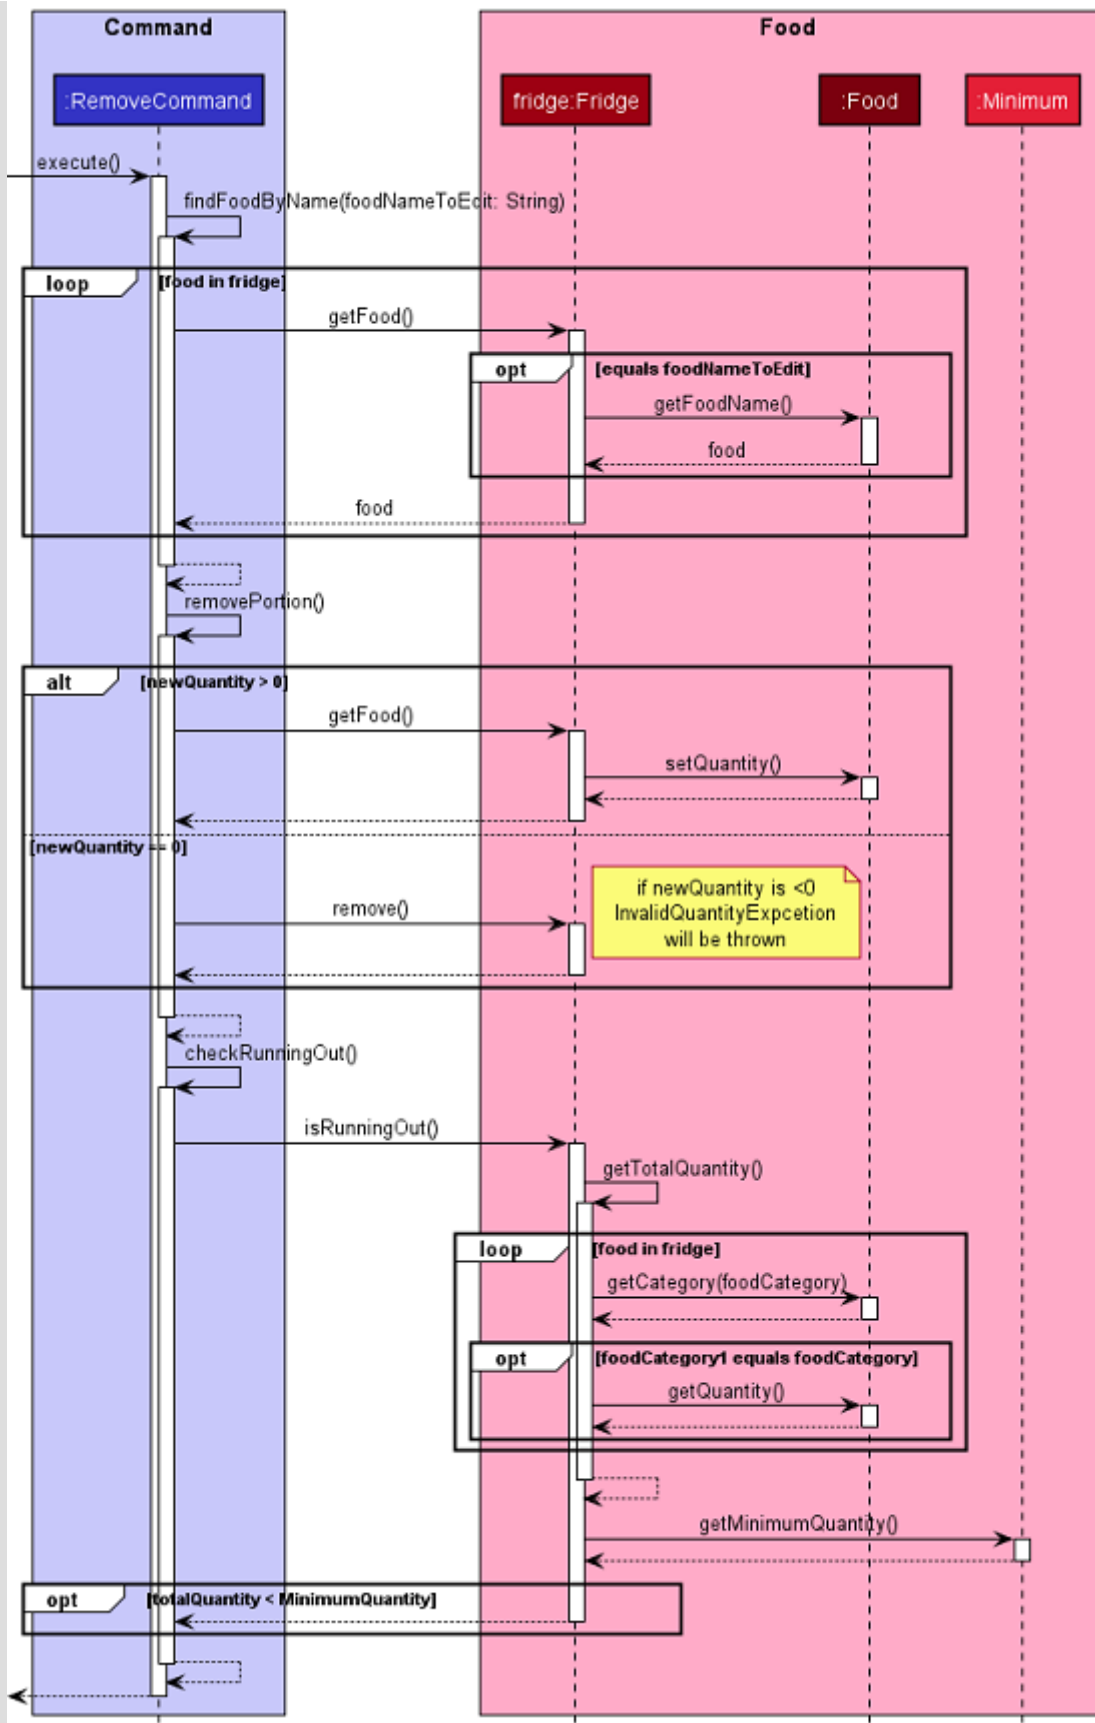 Command
Food
:RemoveCommand
fridge:Fridge
:Food
:Minimum
execute()
findFoodByName(foodNameToEdit: String)
loop
[food in fridge]
getFood()
opt
[equals foodNameToEdit]
getFoodName()
food
food
removePortion()
alt
[newQuantity > 0]
getFood()
setQuantity()
[newQuantity == 0]
if newQuantity is <0
InvalidQuantityExpcetion
will be thrown
remove()
checkRunningOut()
isRunningOut()
getTotalQuantity()
loop
[food in fridge]
getCategory(foodCategory)
opt
[foodCategory1 equals foodCategory]
getQuantity()
getMinimumQuantity()
opt
[totalQuantity < MinimumQuantity]